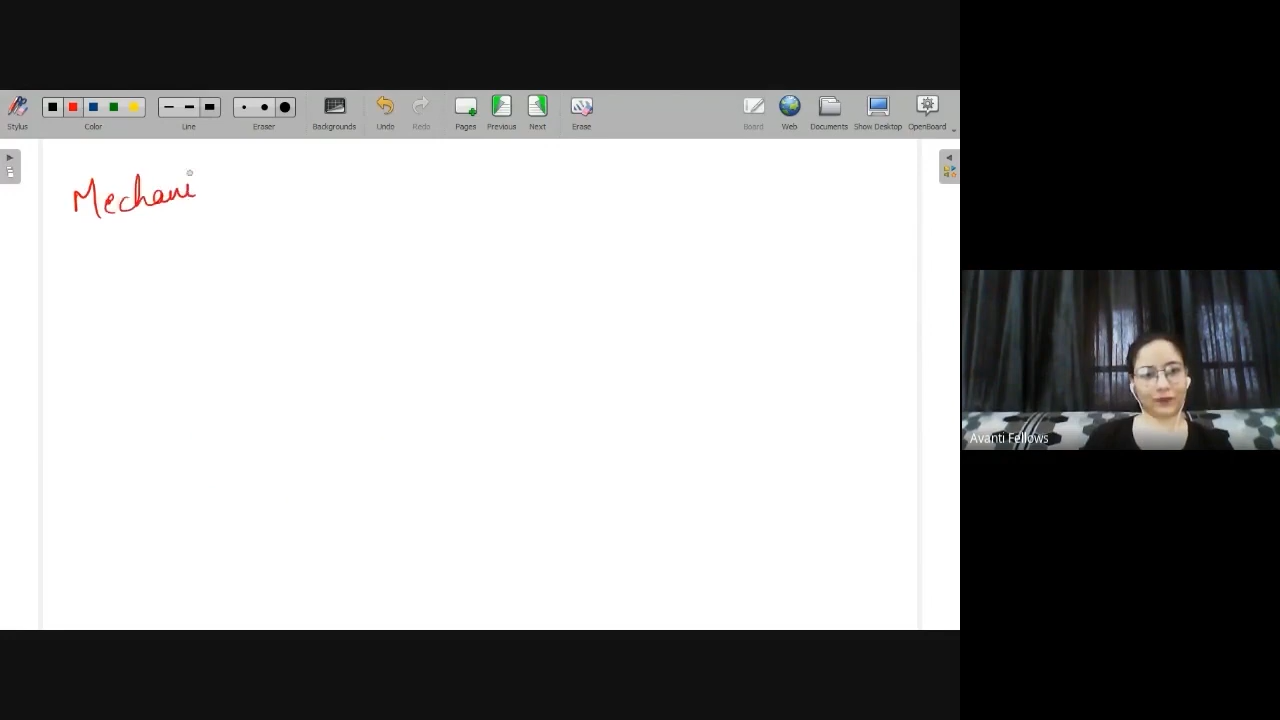 Stylus Color Line Eraser Backgrounds Undo Redo Pages Previous Next Erase Board Web Documents Show Desktop OpenBoard
Mechani
Avanti Fellows